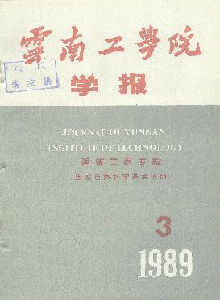 雲南工學院
学报
JOURNAL OF YUNNAN
INSTITUTE OF TECHNOLOGY
3
1989